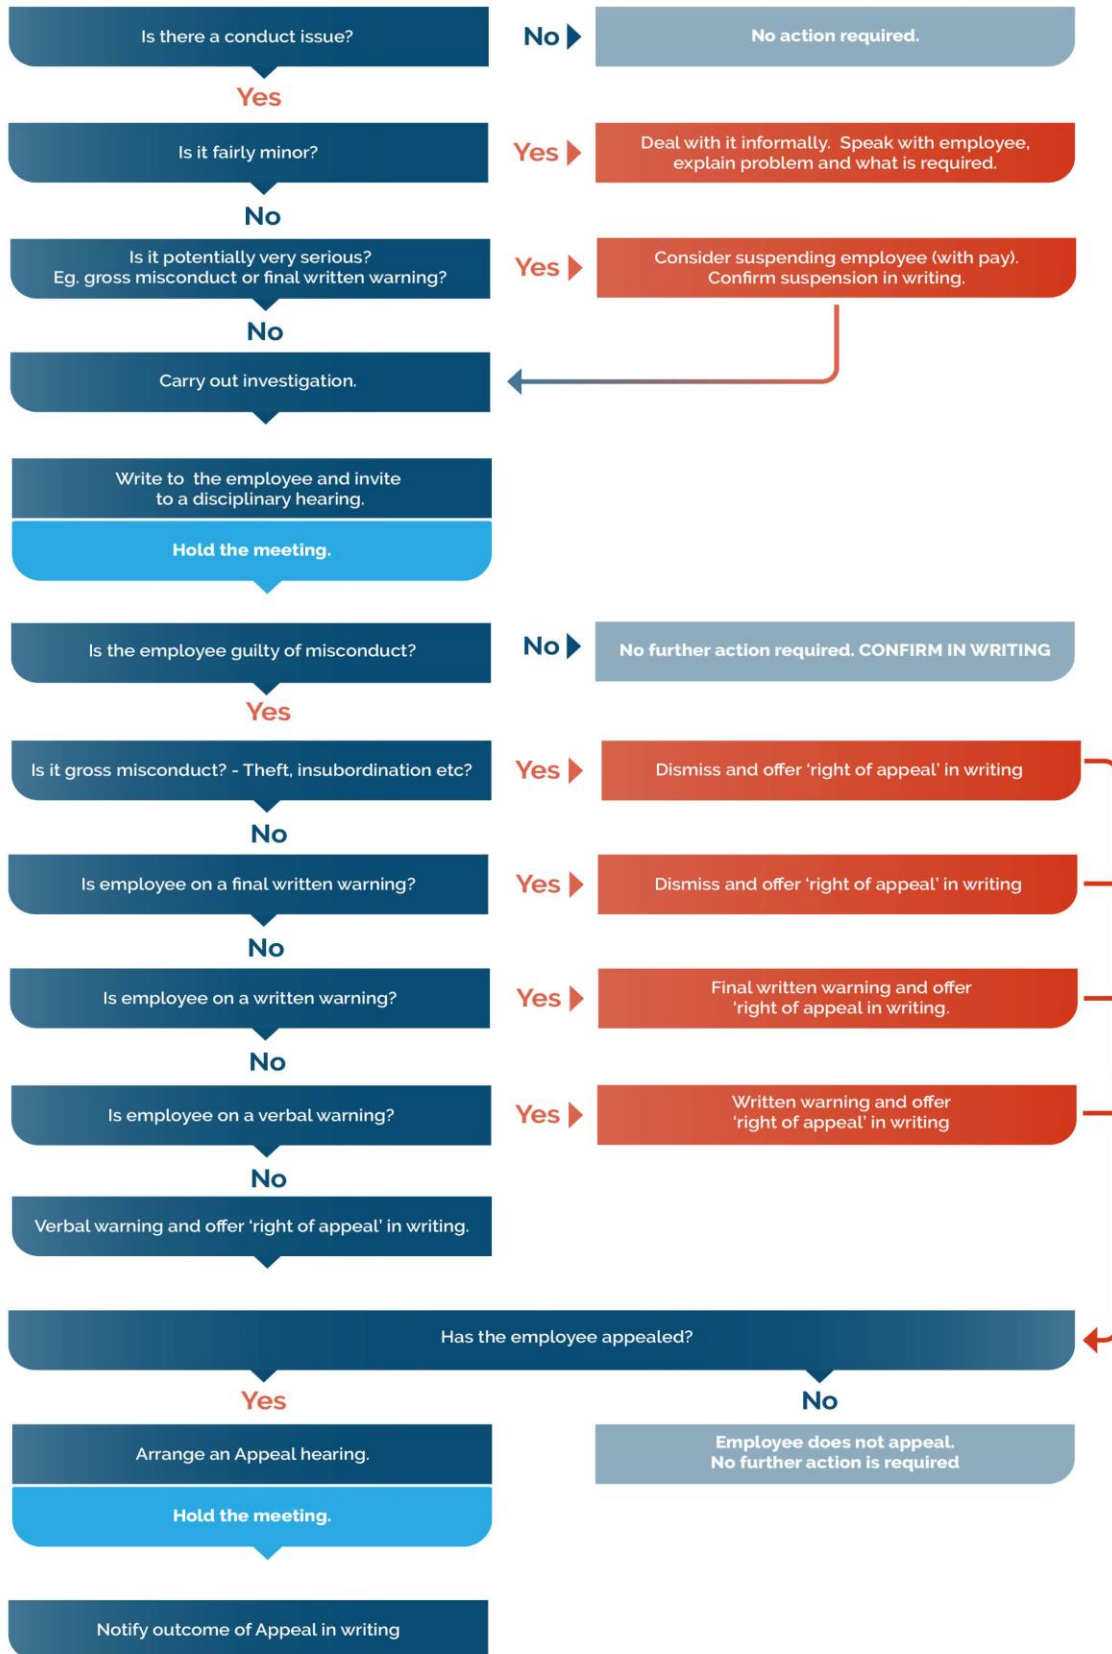 Is there a conduct issue?
No
No action required.
Yes
Is it fairly minor?
Yes
Deal with it informally.  Speak with employee,
explain problem and what is required.
No
Is it potentially very serious?
Eg. gross misconduct or final written warning?
Yes
Consider suspending employee (with pay).
Confirm suspension in writing.
No
Carry out investigation.
Write to  the employee and invite
to a disciplinary hearing.
Hold the meeting.
Is the employee guilty of misconduct?
No
No further action required. CONFIRM IN WRITING
Yes
Is it gross misconduct? - Theft, insubordination etc?
Yes
Dismiss and offer ‘right of appeal’ in writing
No
Is employee on a final written warning?
Yes
Dismiss and offer ‘right of appeal’ in writing
No
Is employee on a written warning?
Yes
Final written warning and offer
‘right of appeal in writing.
No
Is employee on a verbal warning?
Yes
Written warning and offer
‘right of appeal’ in writing
No
Verbal warning and offer ‘right of appeal’ in writing.
Has the employee appealed?
Yes
No
Arrange an Appeal hearing.
Employee does not appeal.
No further action is required
Hold the meeting.
Notify outcome of Appeal in writing